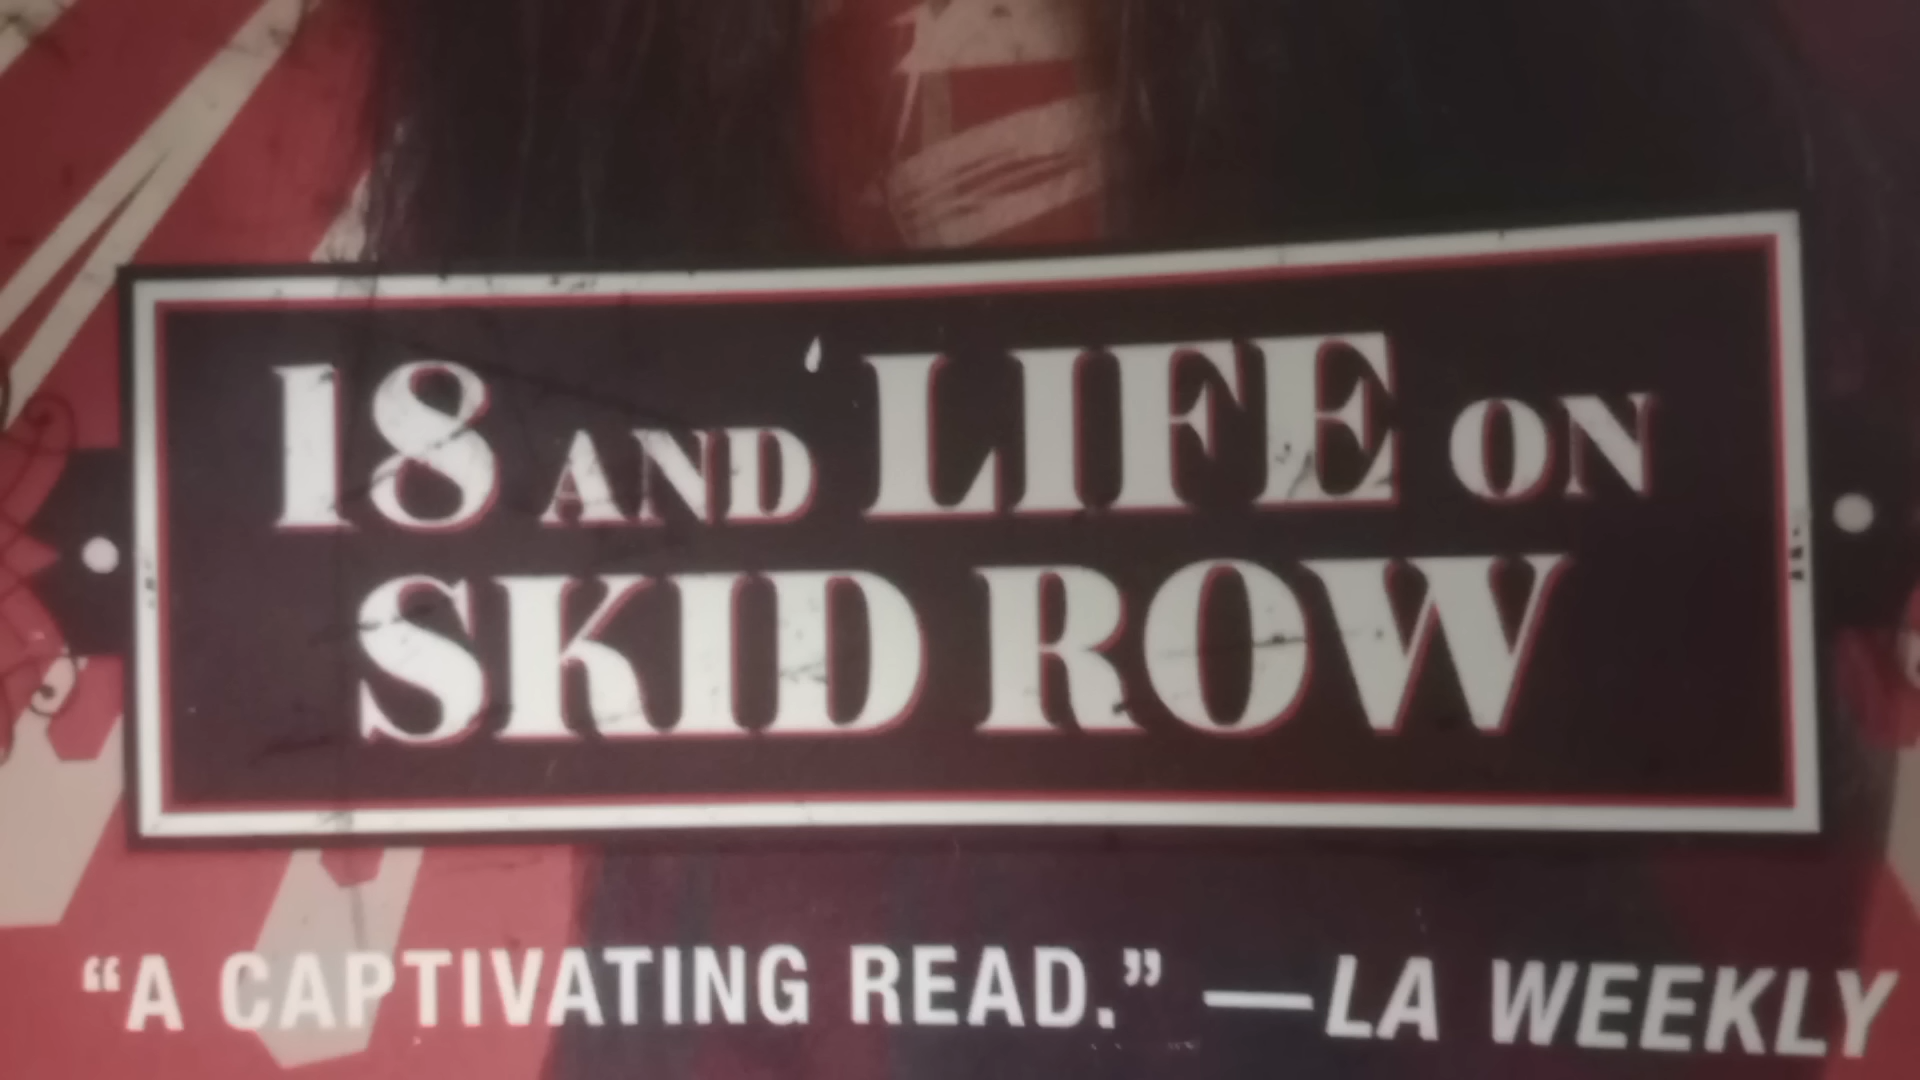 18 AND LIFE ON
SKID ROW
“A CAPTIVATING READ.” —LA WEEKLY